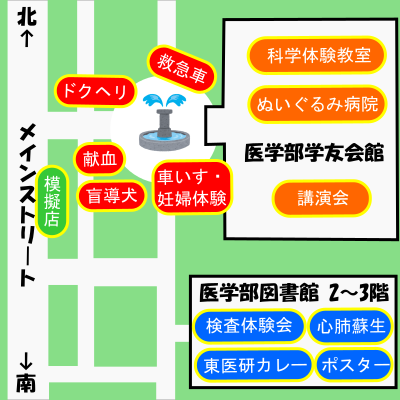 北
↑
メインストリート
↓
南
救急車
ドクヘリ
献血
盲導犬
車いす・
妊婦体験
模擬店
科学体験教室
ぬいぐるみ病院
医学部学友会館
講演会
医学部図書館 2～3階
検査体験会
心肺蘇生
東医研カレー
ポスター